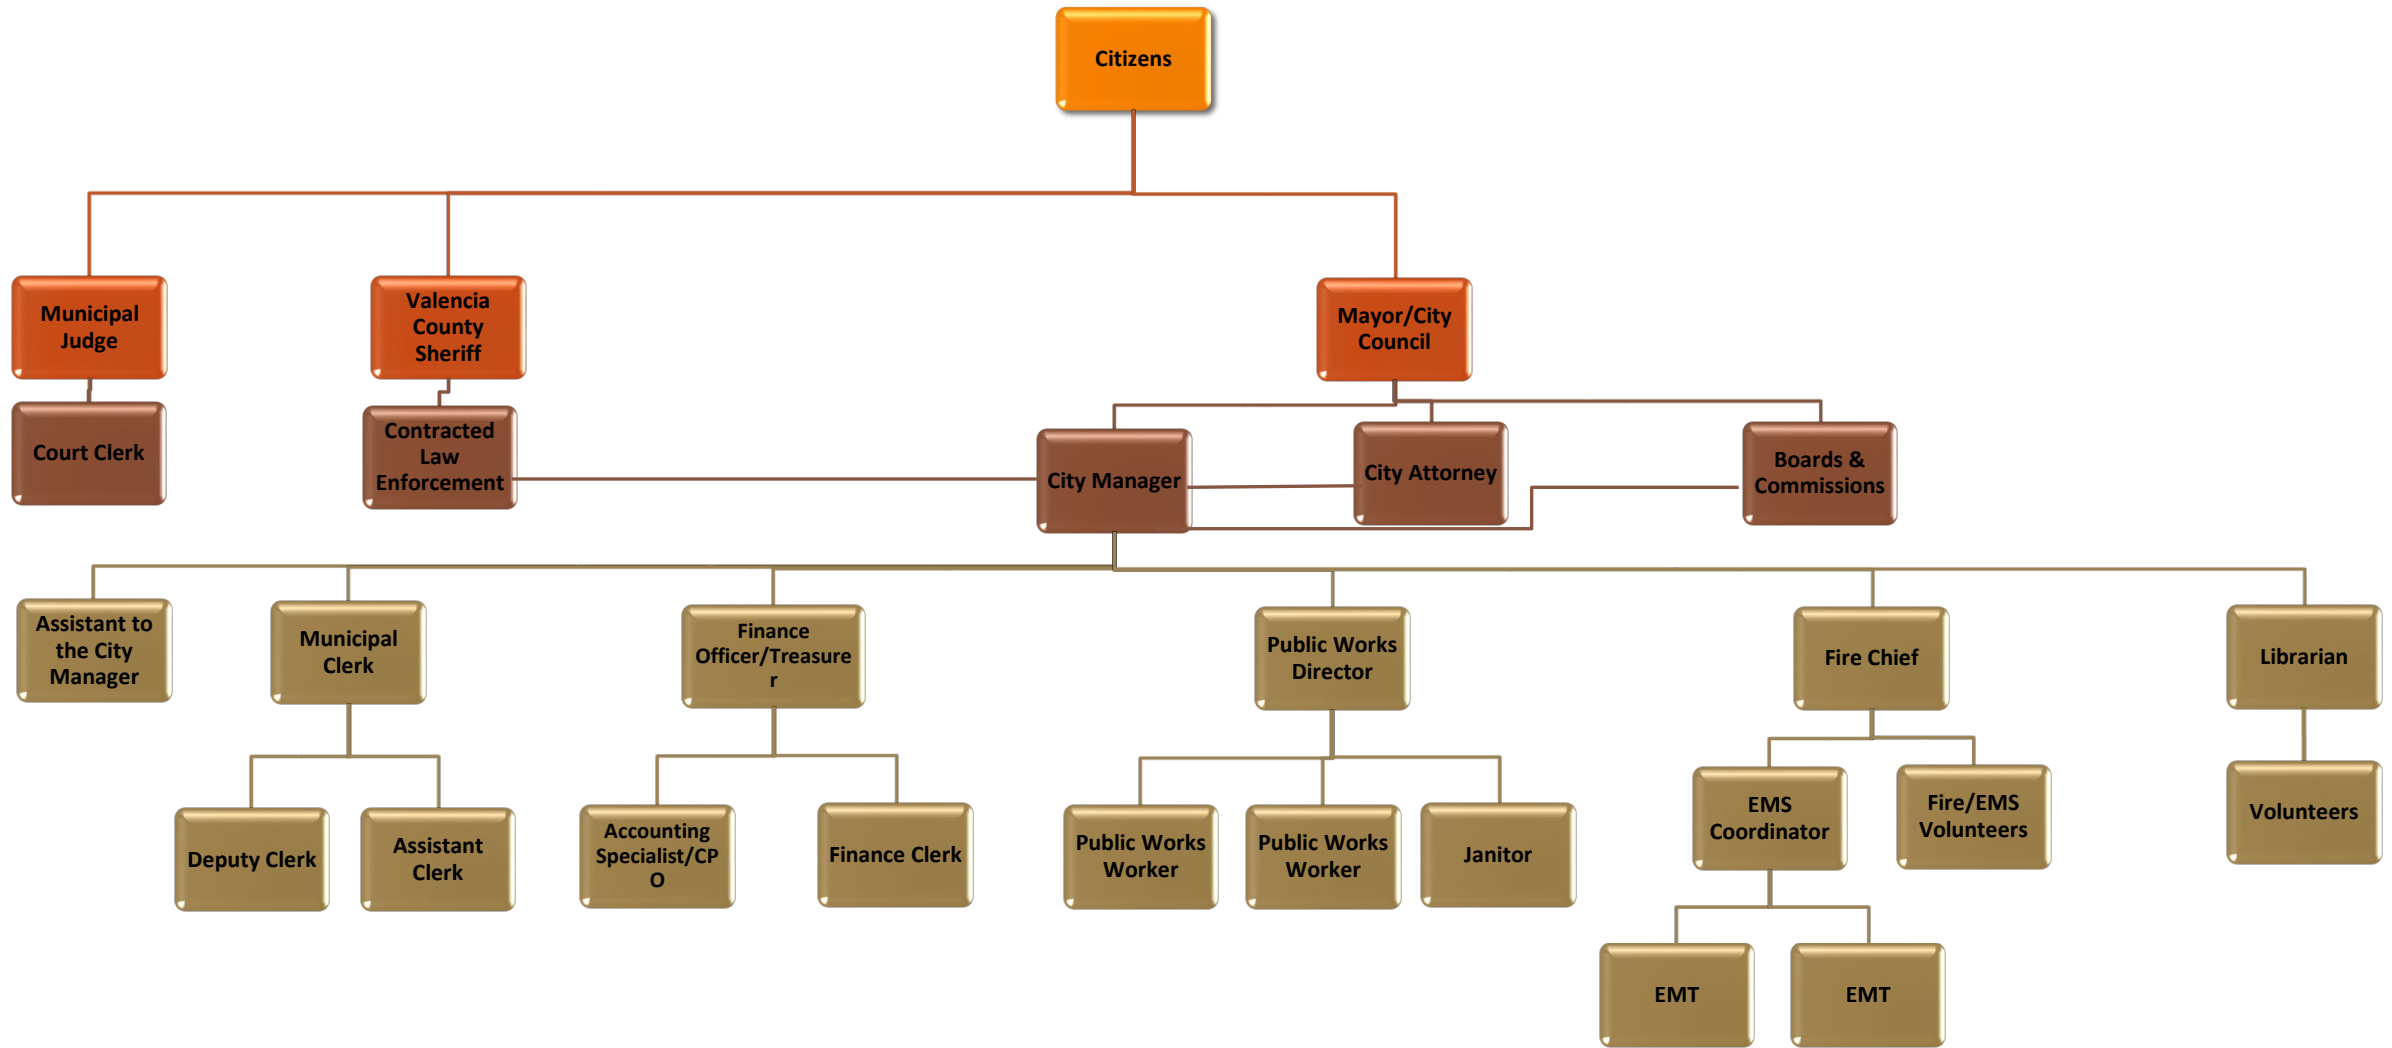 Citizens
Municipal
Judge
Valencia
County
Sheriff
Mayor/City
Council
Court Clerk
Contracted
Law
Enforcement
City Manager
City Attorney
Boards &
Commissions
Assistant to
the City
Manager
Municipal
Clerk
Finance
Officer/Treasure
r
Public Works
Director
Fire Chief
Librarian
Deputy Clerk
Assistant
Clerk
Accounting
Specialist/CP
O
Finance Clerk
Public Works
Worker
Public Works
Worker
Janitor
EMS
Coordinator
Fire/EMS
Volunteers
Volunteers
EMT
EMT